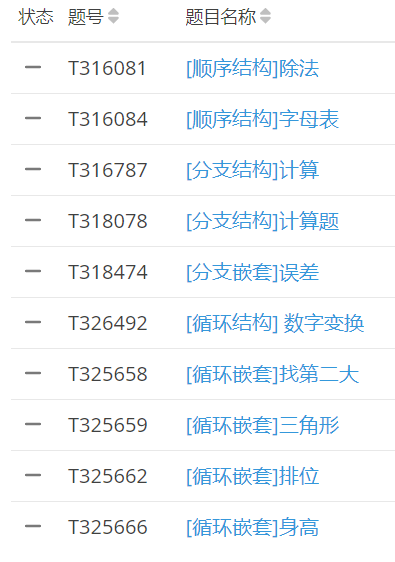 状态 题号 题目名称
T316081 [顺序结构]除法
T316084 [顺序结构]字母表
T316787 [分支结构]计算
T318078 [分支结构]计算题
T318474 [分支嵌套]误差
T326492 [循环结构] 数字变换
T325658 [循环嵌套]找第二大
T325659 [循环嵌套]三角形
T325662 [循环嵌套]排位
T325666 [循环嵌套]身高